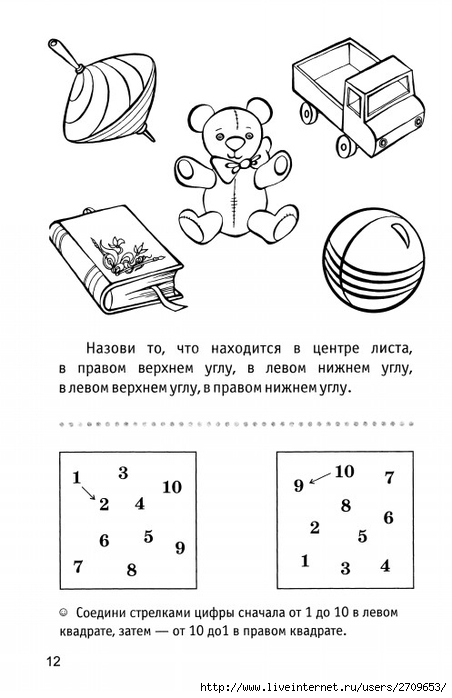 Назови то, что находится в центре листа,
в правом верхнем углу, в левом нижнем углу,
в левом верхнем углу, в правом нижнем углу.
1 3 10
2 4
6 5 9
7 8
9 10 7
8
2 5 6
1 3 4
☺ Соедини стрелками цифры сначала от 1 до 10 в левом
квадрате, затем — от 10 до1 в правом квадрате.
12
http://www.liveinternet.ru/users/2709653/